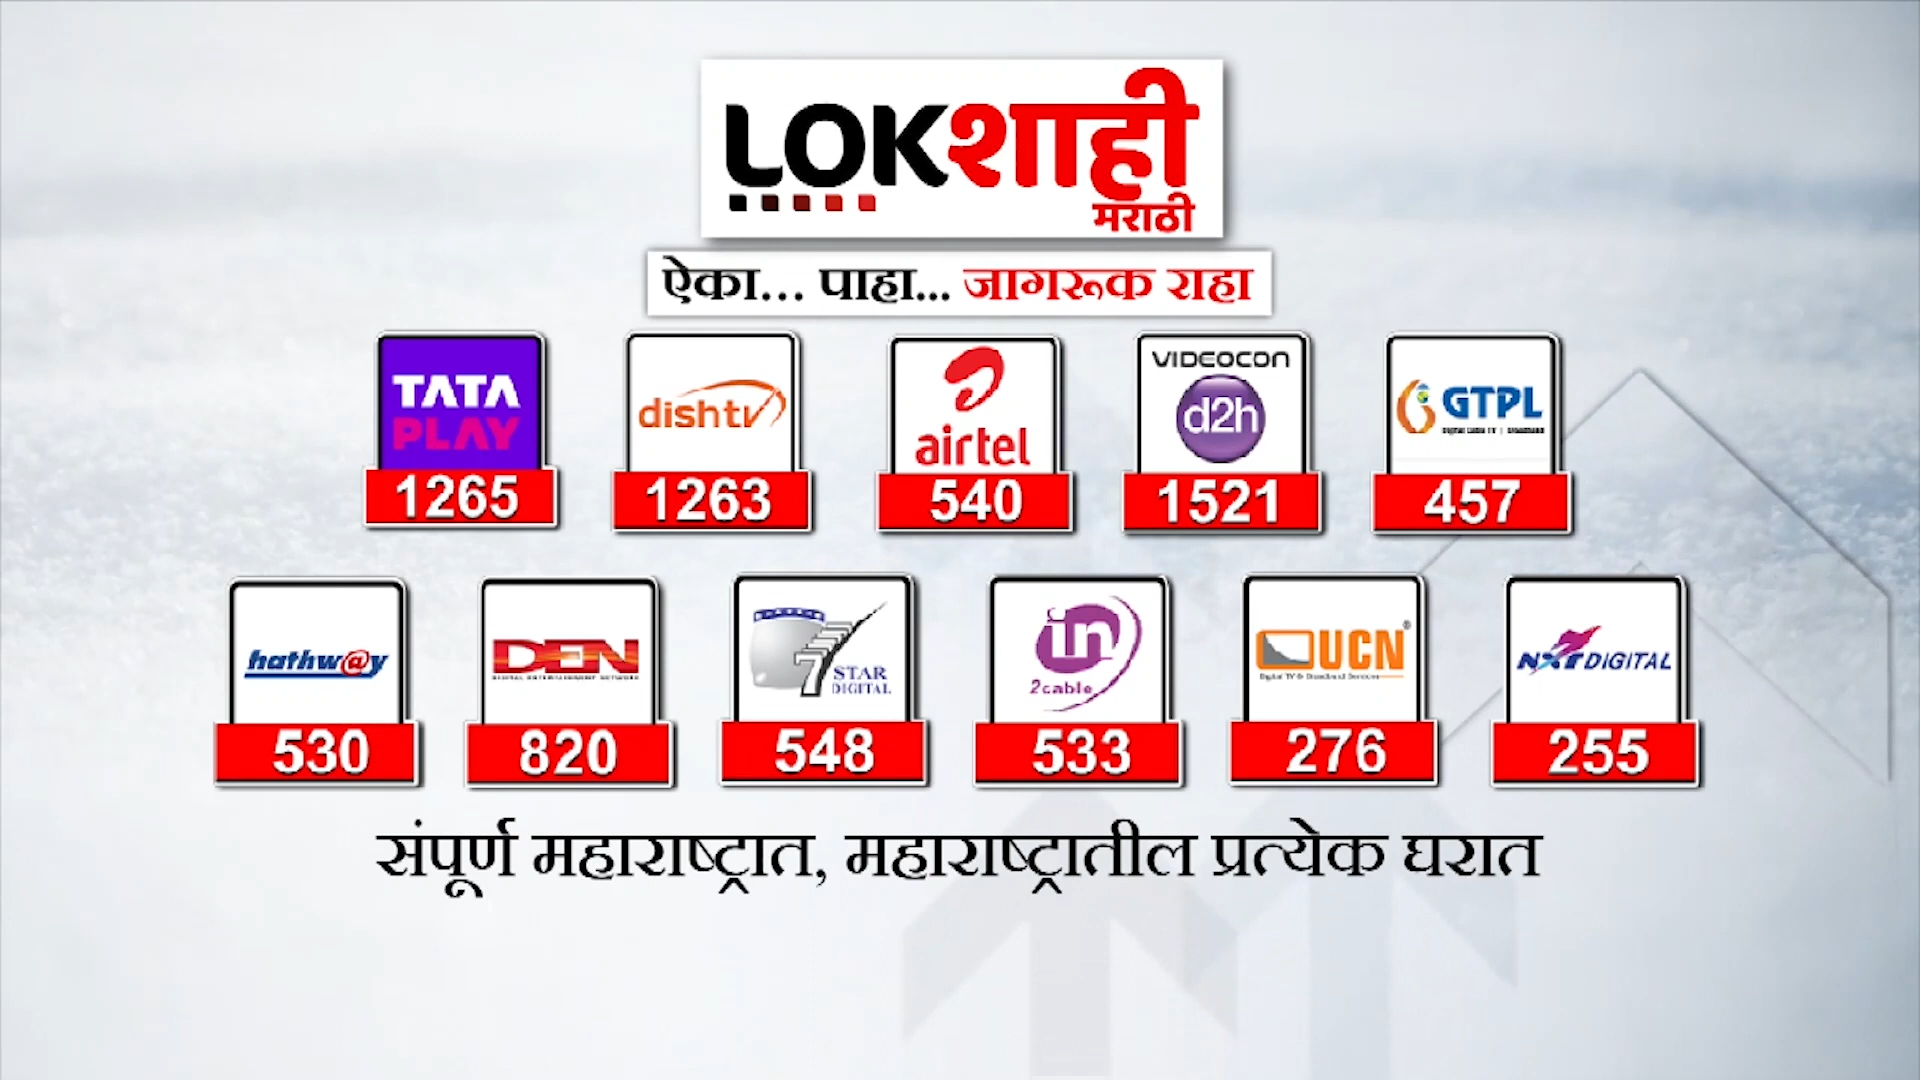 LOKशाही
मराठी
ऐका... पाहा... जागरूक राहा
TATA PLAY
dishtv
airtel
VIDEOCON d2h
GTPL
1265 1263 540 1521 457
hathw@y
DEN
7 STAR DIGITAL
in 2cable
UCN
NXT DIGITAL
530 820 548 533 276 255
संपूर्ण महाराष्ट्रात, महाराष्ट्रातील प्रत्येक घरात